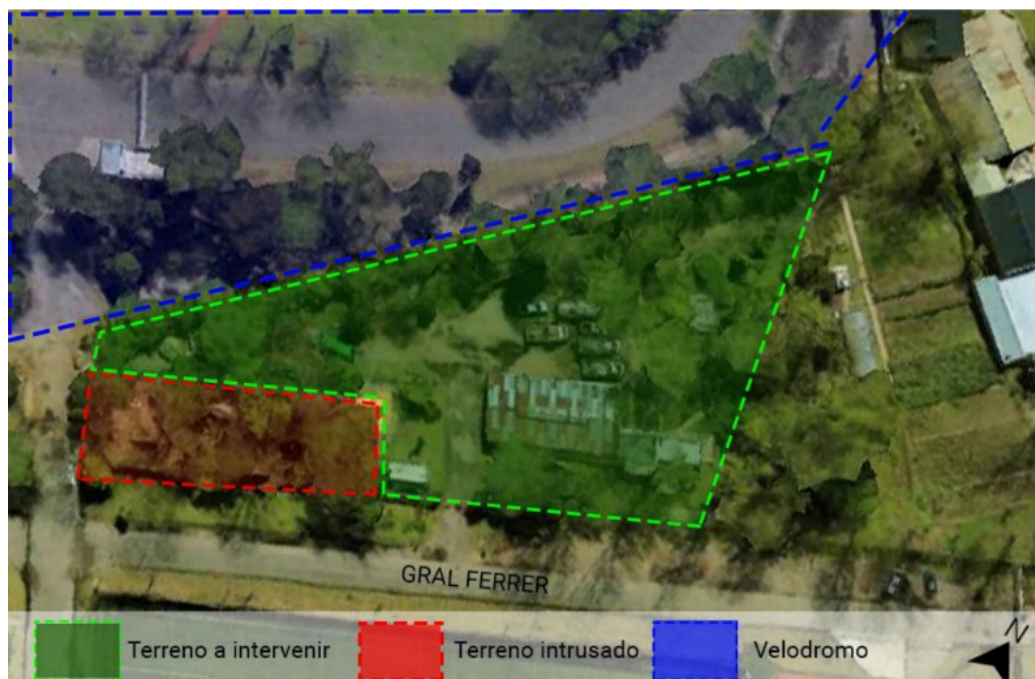 GRAL FERRER
Terreno a intervenir
Terreno intrusado
Velodromo
N